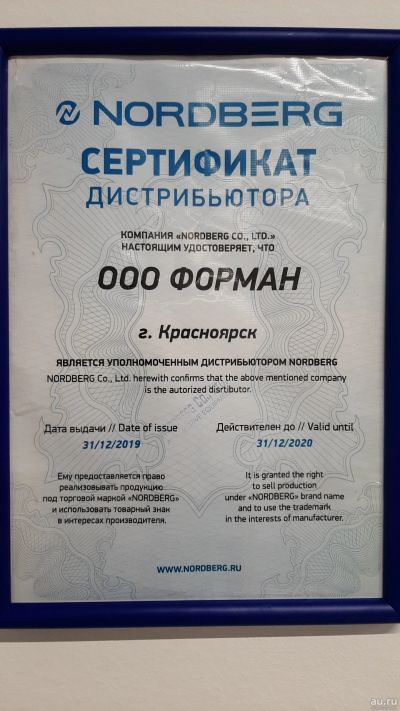 NORDBERG
СЕРТИФИКАТ
ДИСТРИБЬЮТОРА
КОМПАНИЯ «NORDBERG CO., LTD.»
НАСТОЯЩИМ УДОСТОВЕРЯЕТ, ЧТО
ООО ФОРМАН
г. Красноярск
ЯВЛЯЕТСЯ УПОЛНОМОЧЕННЫМ ДИСТРИБЬЮТОРОМ NORDBERG
NORDBERG Co., Ltd. herewith confirms that the above mentioned company
is the autorized disrtibutor.
Дата выдачи // Date of issue
31/12/2019
Действителен до // Valid until
31/12/2020
Ему предоставляется право
реализовывать продукцию
под торговой маркой «NORDBERG»
и использовать товарный знак
в интересах производителя.
It is granted the right
to sell production
under «NORDBERG» brand name
and to use the trademark
in the interests of manufacturer.
WWW.NORDBERG.RU
au.ru